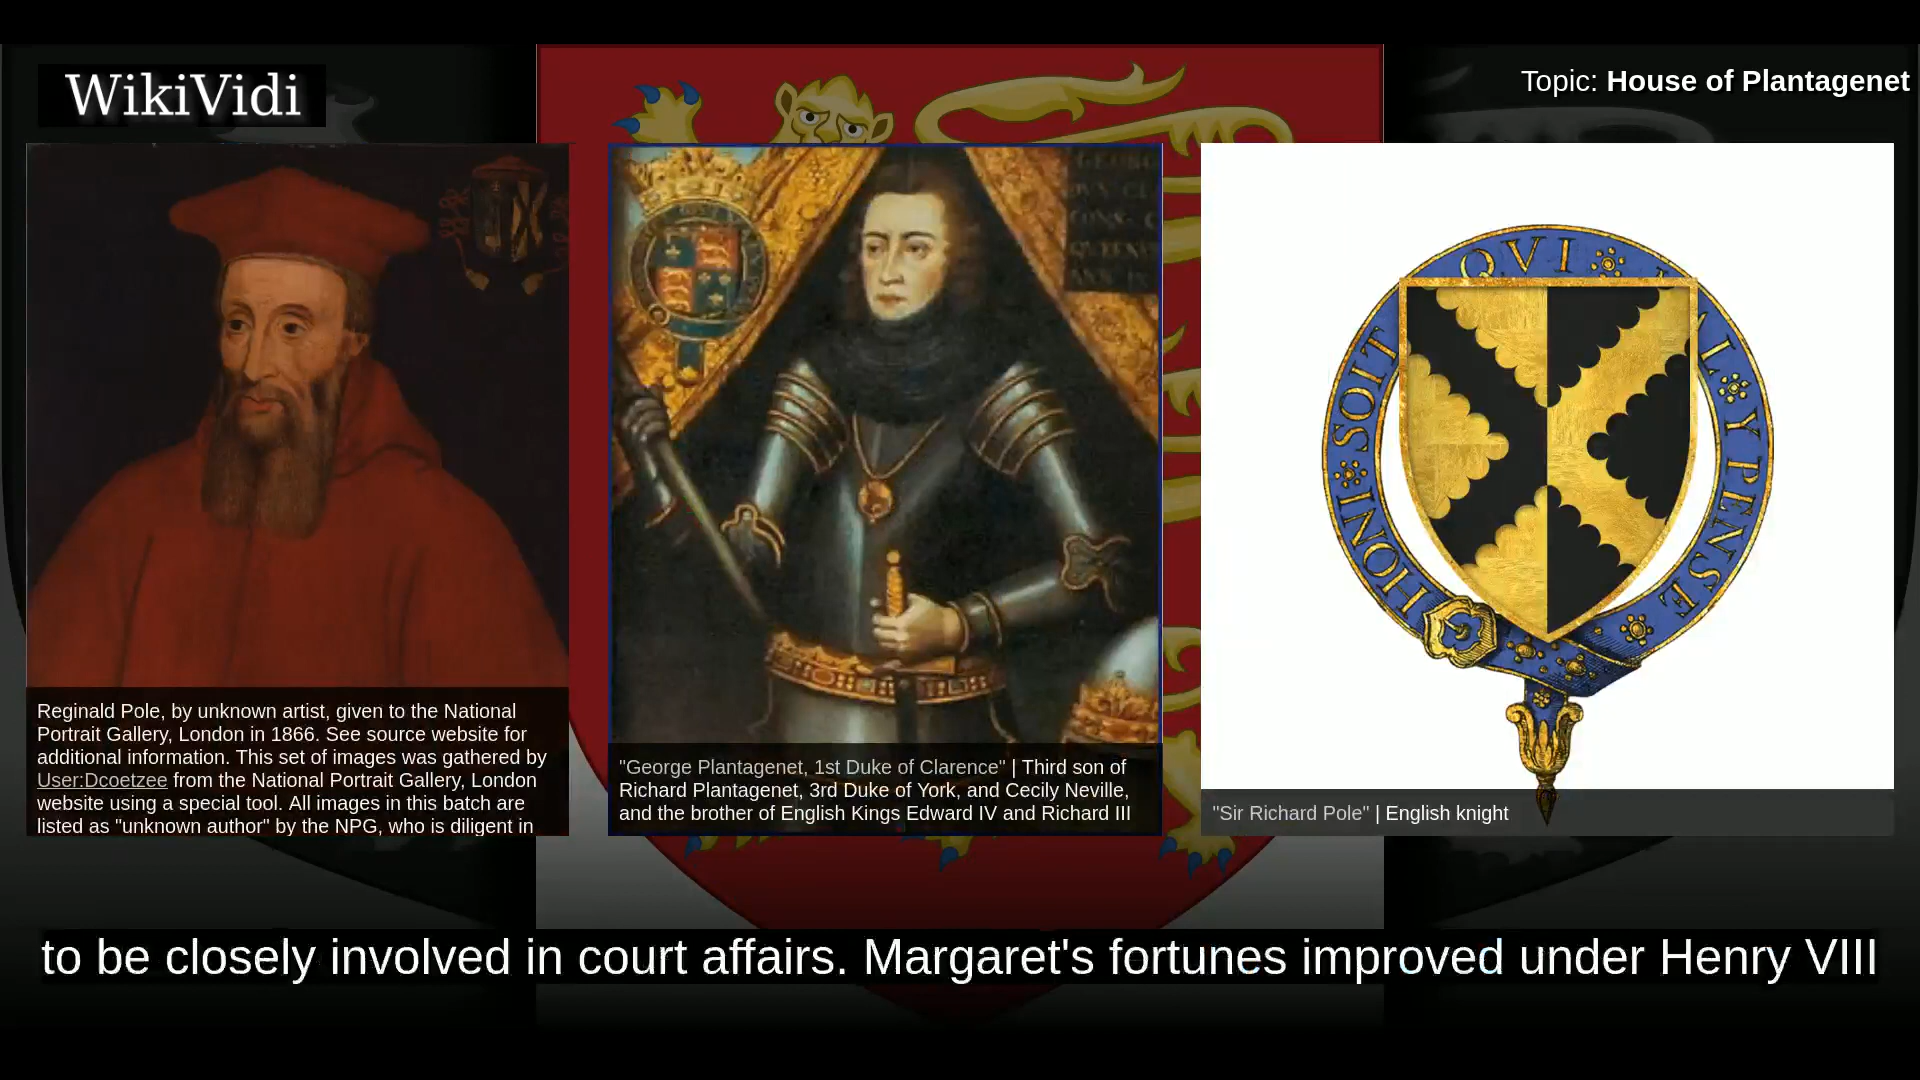 WikiVidi
Topic: House of Plantagenet
Reginald Pole, by unknown artist, given to the National
Portrait Gallery, London in 1866. See source website for
additional information. This set of images was gathered by
User:Dcoetzee from the National Portrait Gallery, London
website using a special tool. All images in this batch are
listed as "unknown author" by the NPG, who is diligent in
"George Plantagenet, 1st Duke of Clarence" | Third son of
Richard Plantagenet, 3rd Duke of York, and Cecily Neville,
and the brother of English Kings Edward IV and Richard III
HONI SOIT QVI MAL Y PENSE
"Sir Richard Pole" | English knight
to be closely involved in court affairs. Margaret's fortunes improved under Henry VIII